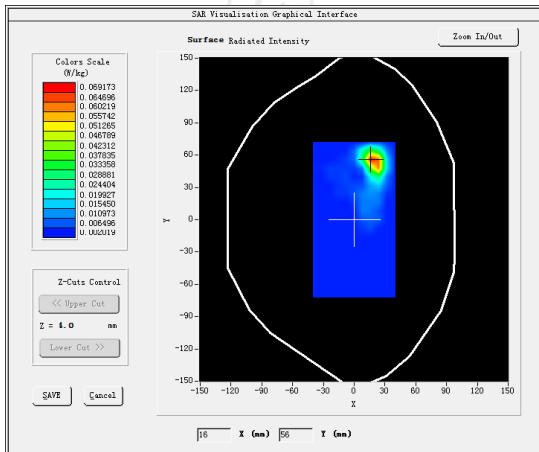 SAR Visualisation Graphical Interface
Surface Radiated Intensity
Zoom In/Out
Colors Scale
(W/kg)
0.069173
0.064696
0.060219
0.055742
0.051265
0.046789
0.042312
0.037835
0.033358
0.028881
0.024404
0.019927
0.015450
0.010973
0.006496
0.002019
Z-Cuts Control
<< Upper Cut
Z = 4.0 mm
Lower Cut >>
SAVE
Cancel
150
120
90
60
30
0
-30
-60
-90
-120
-150
Y
-150 -120 -90 -60 -30 0 30 60 90 120 150
X
16 X (mm) 56 Y (mm)